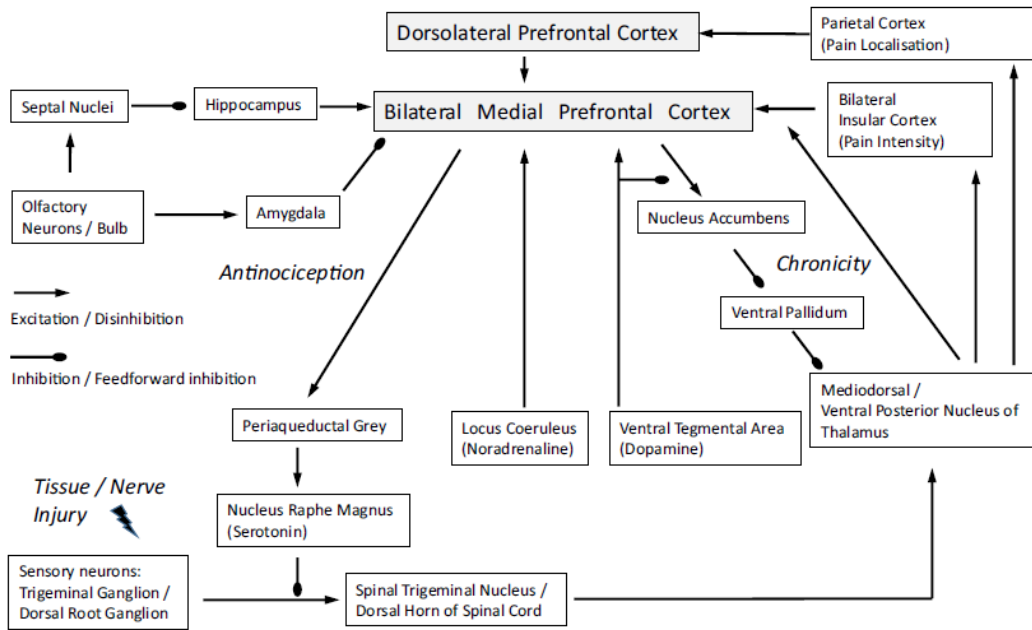 Dorsolateral Prefrontal Cortex
Parietal Cortex
(Pain Localisation)
Septal Nuclei
Hippocampus
Bilateral Medial Prefrontal Cortex
Bilateral
Insular Cortex
(Pain Intensity)
Olfactory
Neurons / Bulb
Amygdala
Nucleus Accumbens
Antinociception
Chronicity
Excitation / Disinhibition
Ventral Pallidum
Inhibition / Feedforward inhibition
Mediodorsal /
Ventral Posterior Nucleus of
Thalamus
Periaqueductal Grey
Locus Coeruleus
(Noradrenaline)
Ventral Tegmental Area
(Dopamine)
Tissue / Nerve
Injury
Nucleus Raphe Magnus
(Serotonin)
Sensory neurons:
Trigeminal Ganglion /
Dorsal Root Ganglion
Spinal Trigeminal Nucleus /
Dorsal Horn of Spinal Cord